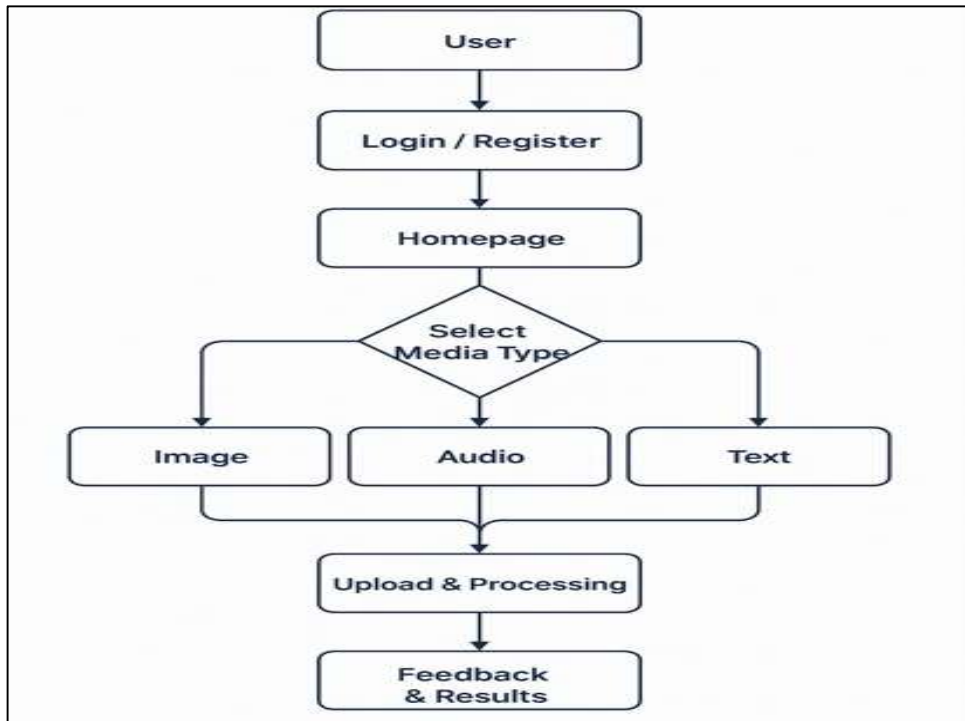 User
Login / Register
Homepage
Select
Media Type
Image
Audio
Text
Upload & Processing
Feedback
& Results